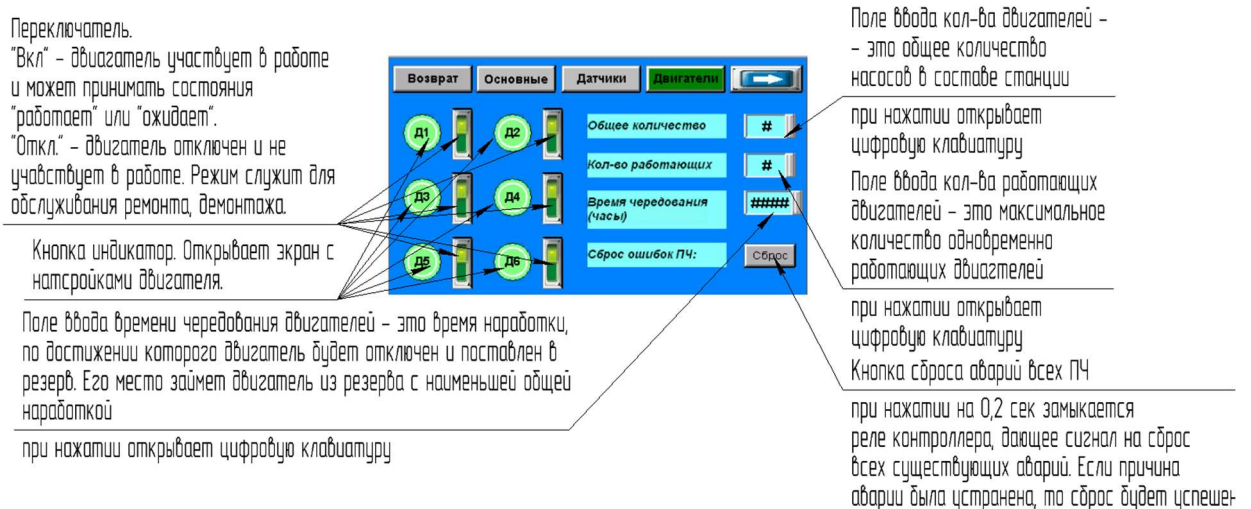 Переключатель.
"Вкл" - двиагатель участвует в работе
и может принимать состояния
"работает" или "ожидает".
"Откл." - двигатель отключен и не
учавствует в работе. Режим служит для
обслуживания ремонта, демонтажа.
Кнопка индикатор. Открывает экран с
натсройками двигателя.
Поле ввода времени чередования двигателей - это время наработки,
по достижении которого двигатель будет отключен и поставлен в
резерв. Его место займет двигатель из резерва с наименьшей общей
наработкой
при нажатии открывает цифровую клавиатуру
Возврат Основные Датчики Двигатели
Д1 Д2 Общее количество #
Кол-во работающих #
Д3 Д4 Время чередования
(часы) #####
Д5 Д6 Сброс ошибок ПЧ: Сброс
Поле ввода кол-ва двигателей -
- это общее количество
насосов в составе станции
при нажатии открывает
цифровую клавиатуру
Поле ввода кол-ва работающих
двигателей - это максимальное
количество одновременно
работающих двиагтелей
при нажатии открывает
цифровую клавиатуру
Кнопка сброса аварий всех ПЧ
при нажатии на 0,2 сек замыкается
реле контроллера, дающее сигнал на сброс
всех существующих аварий. Если причина
аварии была устранена, то сброс будет успешен